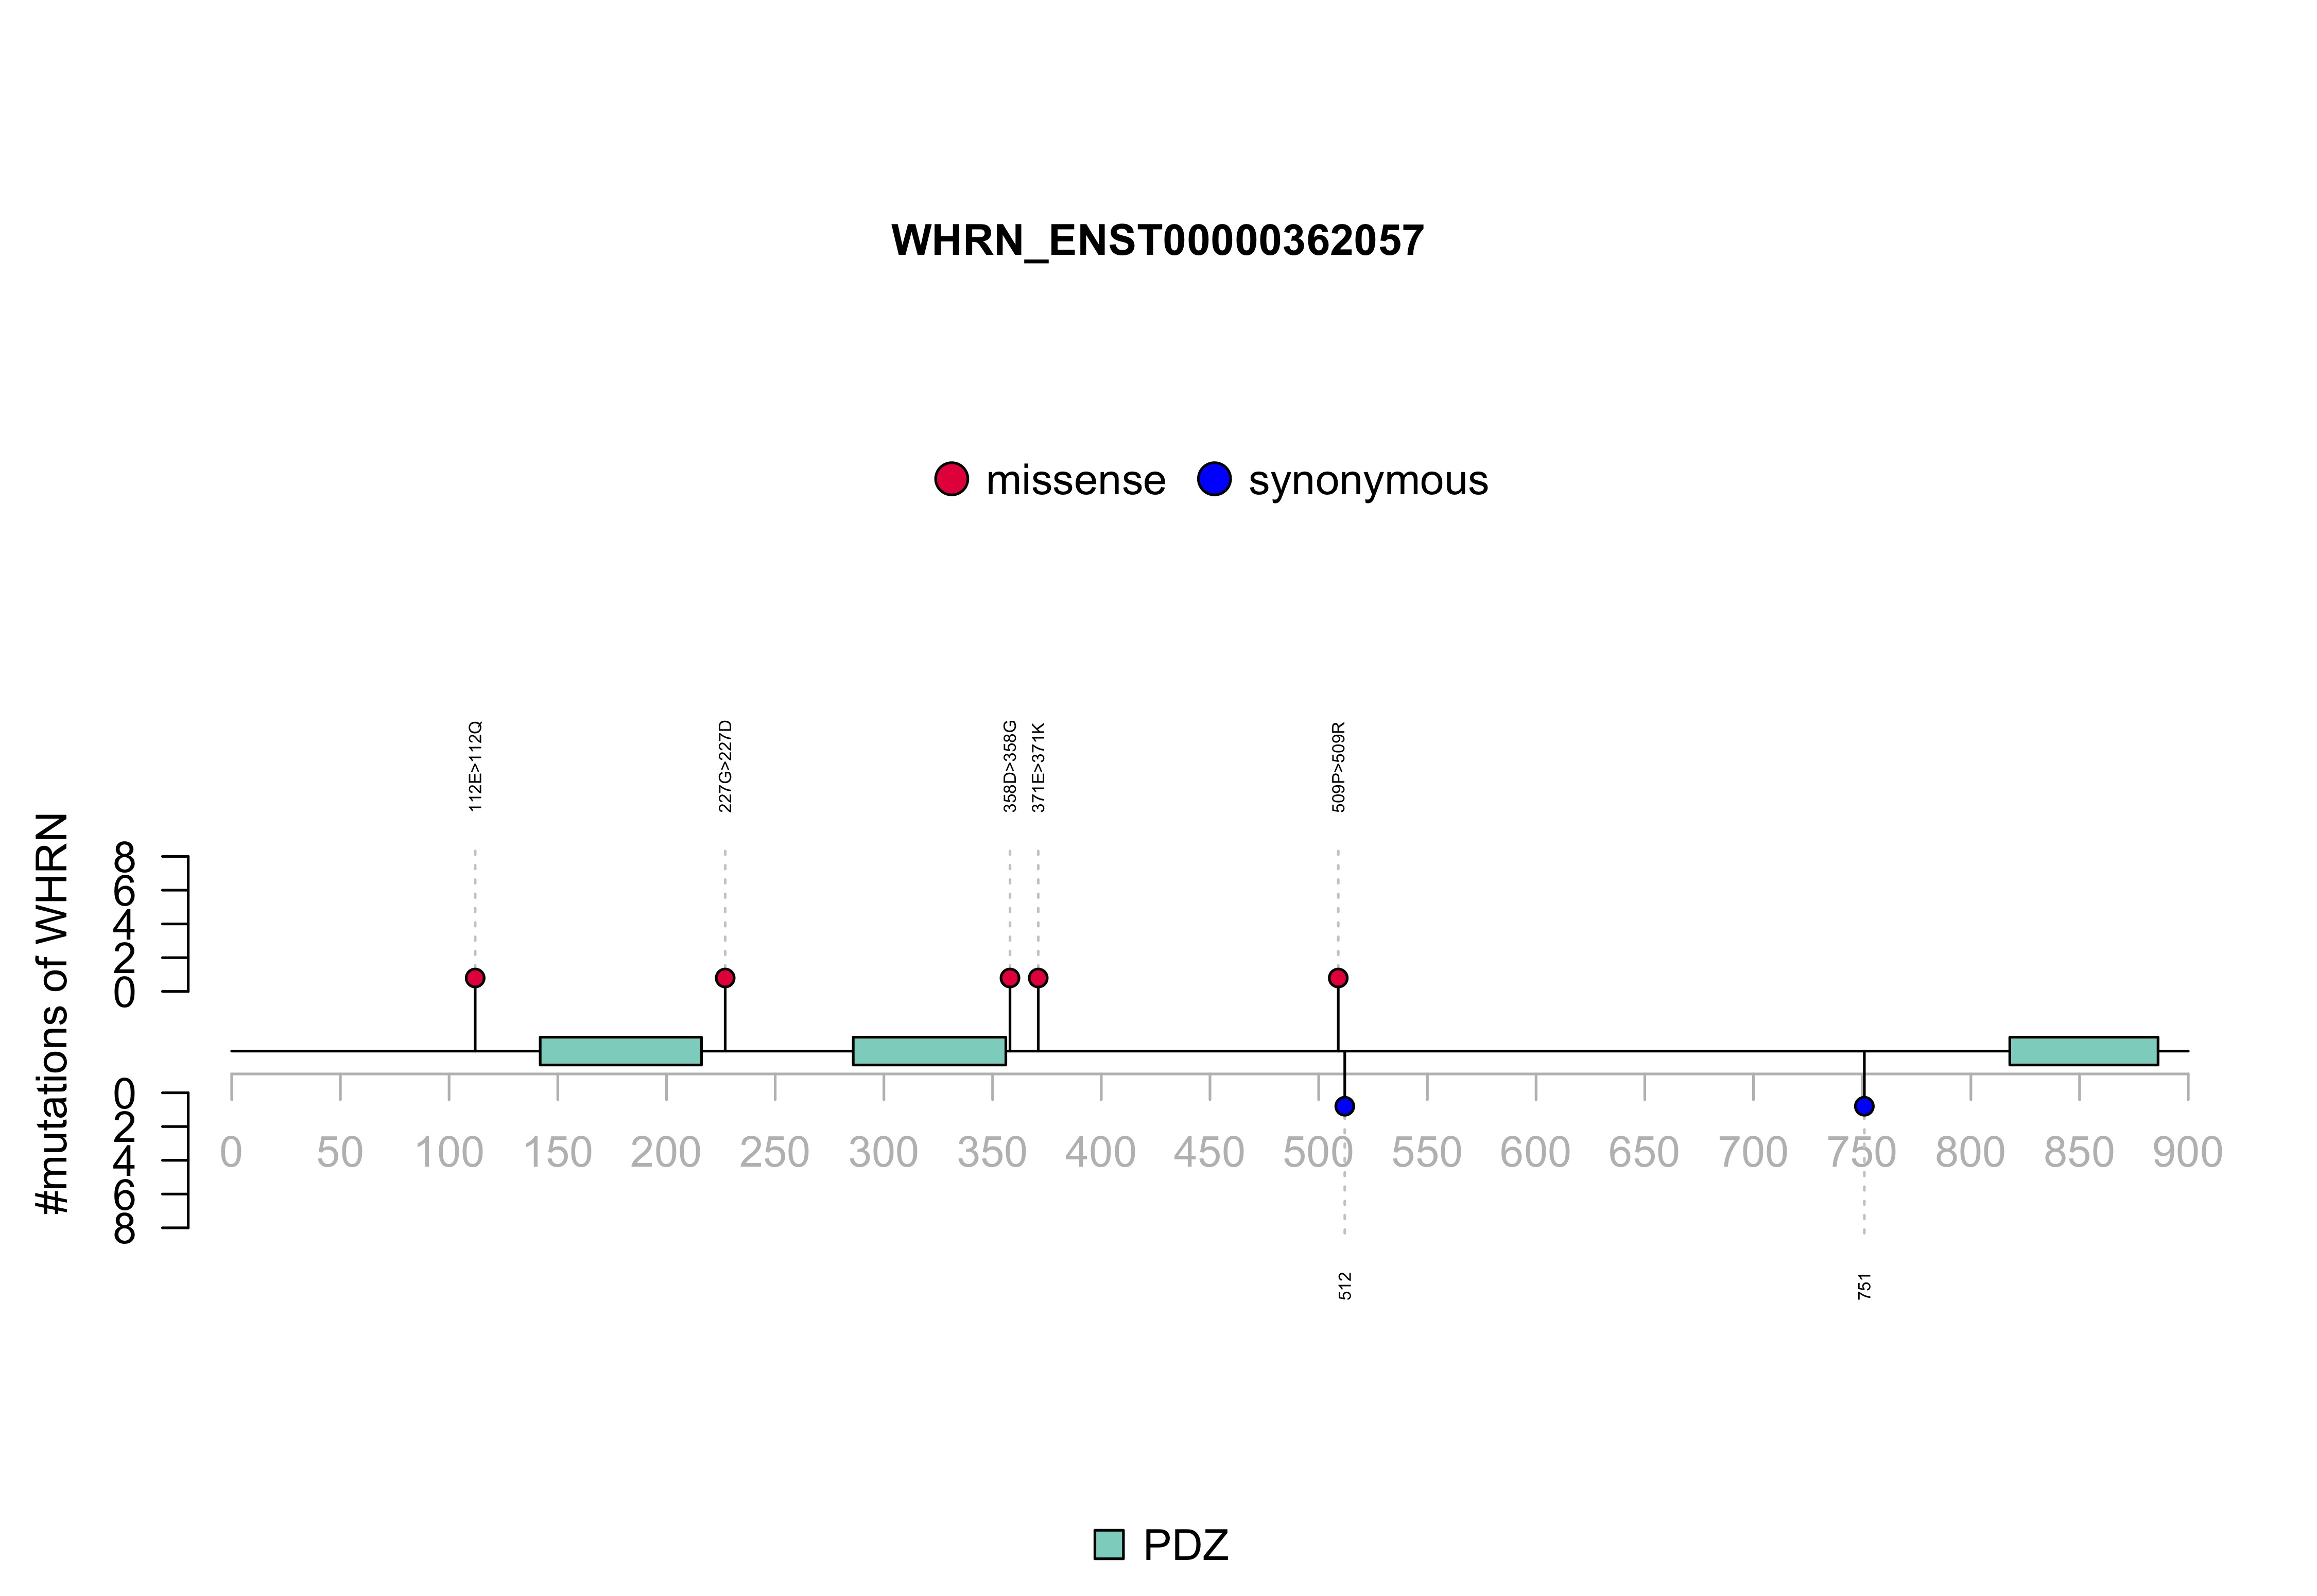 WHRN_ENST00000362057
missense synonymous
112E>112Q
227G>227D
358D>358G
371E>371K
509P>509R
#mutations of WHRN
8
6
4
2
0
0
2
4
6
8
0 50 100 150 200 250 300 350 400 450 500 550 600 650 700 750 800 850 900
512
751
PDZ